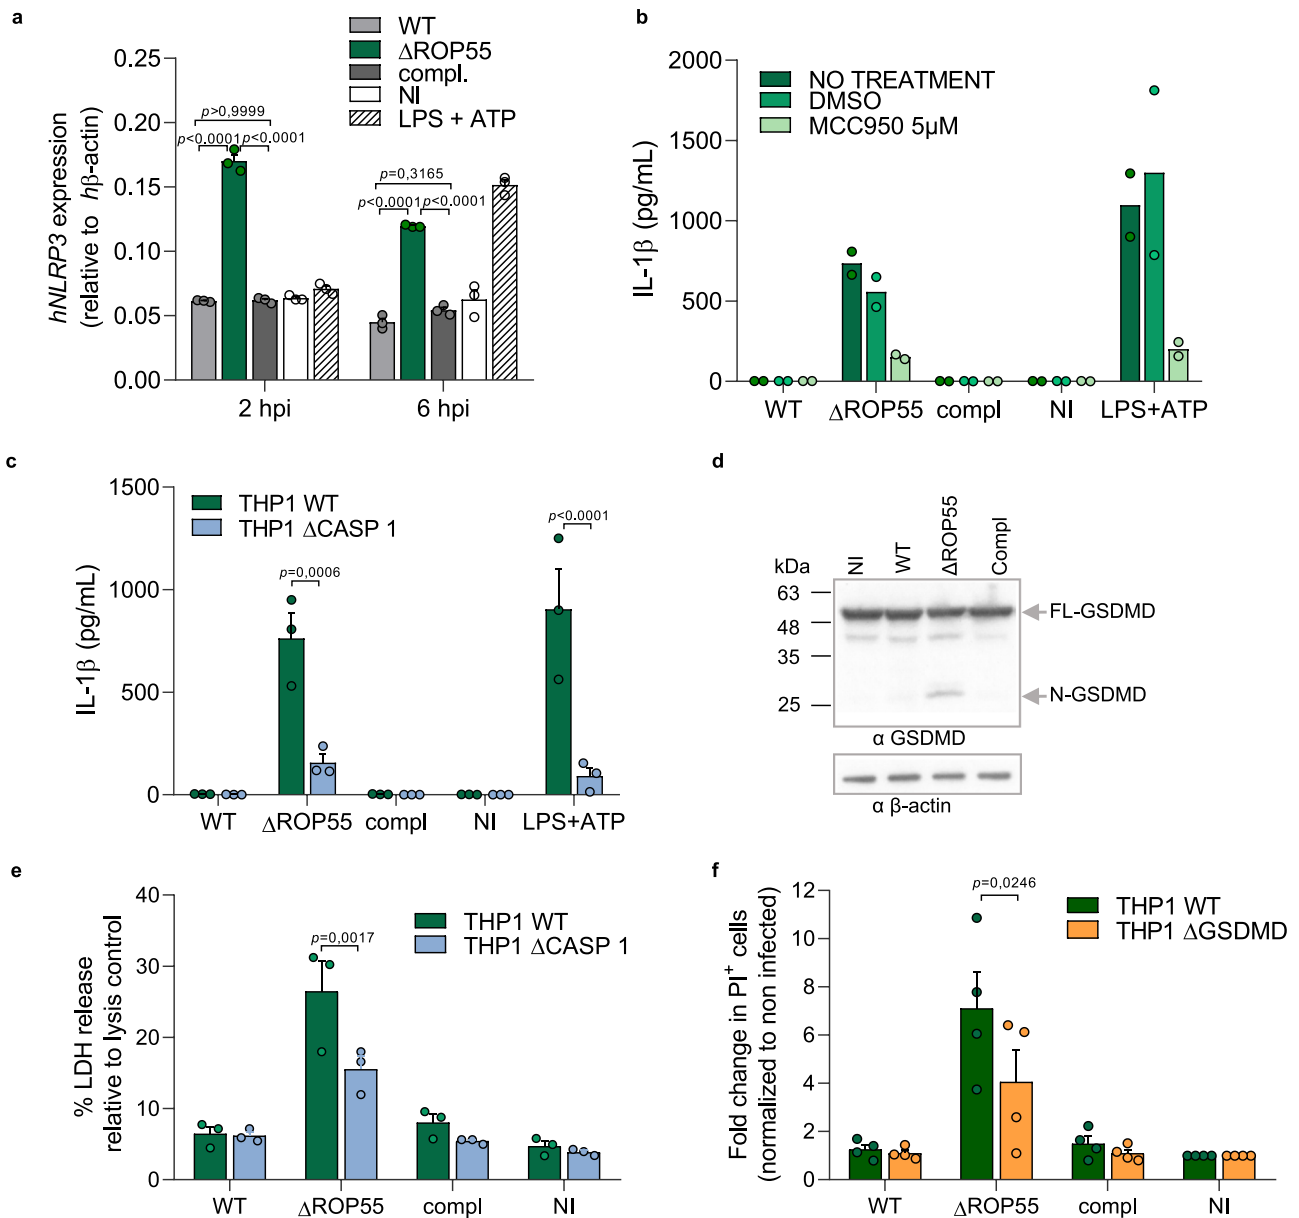 a
WT
ΔROP55
compl.
NI
LPS + ATP
hNLRP3 expression
(relative to hβ-actin)
0.25
0.20
0.15
0.10
0.05
0.00
p>0,9999
p<0.0001
p<0.0001
p=0,3165
p<0.0001
p<0.0001
2 hpi
6 hpi
b
NO TREATMENT
DMSO
MCC950 5μM
IL-1β (pg/mL)
2000
1500
1000
500
0
WT
ΔROP55
compl
NI
LPS+ATP
c
THP1 WT
THP1 ΔCASP 1
IL-1β (pg/mL)
1500
1000
500
0
p=0,0006
p<0.0001
WT
ΔROP55
compl
NI
LPS+ATP
d
kDa
NI
WT
ΔROP55
Compl
63
48
35
25
FL-GSDMD
N-GSDMD
α GSDMD
α β-actin
e
THP1 WT
THP1 ΔCASP 1
% LDH release
relative to lysis control
40
30
20
10
0
p=0,0017
WT
ΔROP55
compl
NI
f
THP1 WT
THP1 ΔGSDMD
Fold change in PI+ cells
(normalized to non infected)
12
10
8
6
4
2
0
p=0,0246
WT
ΔROP55
compl
NI